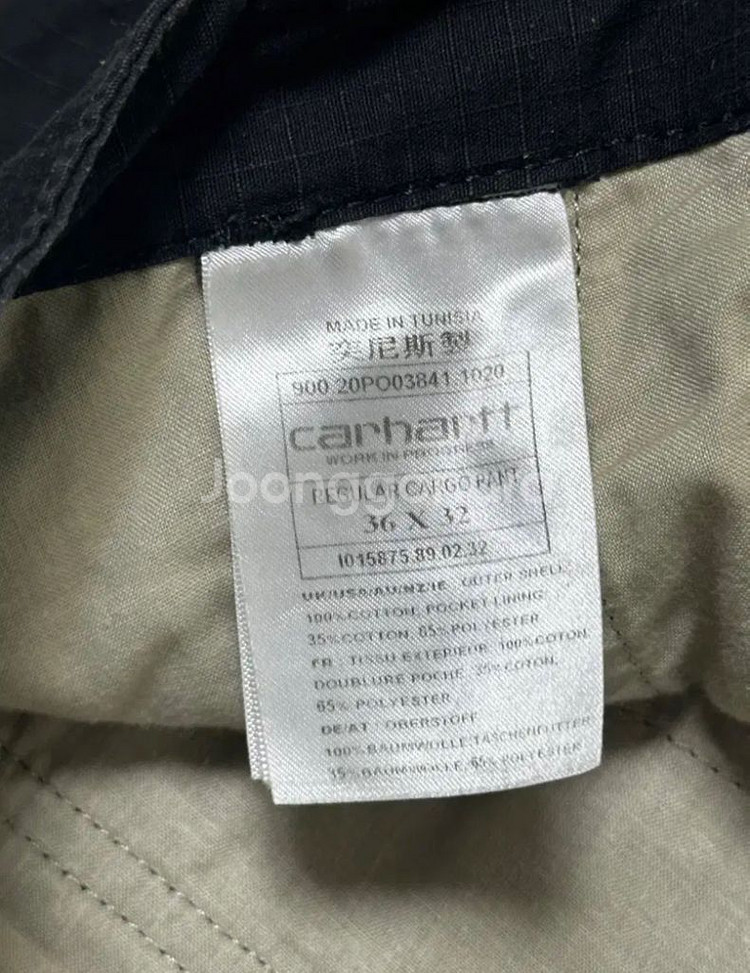 MADE IN TUNISIA
突尼斯製
900 20PO03841 1020
carhartt
WORK IN PROGRESS
REGULAR CARGO PANT
36 X 32
I015875.89.02.32
UK/USA/AU/NZ/IE OUTER SHELL:
100% COTTON, POCKET LINING:
35% COTTON, 65% POLYESTER
FR : TISSU EXTERIEUR: 100% COTON,
DOUBLURE POCHE: 35% COTON,
65% POLYESTER
DE/AT : OBERSTOFF
100% BAUMWOLLE, TASCHENFUTTER
35% BAUMWOLLE, 65% POLYESTER